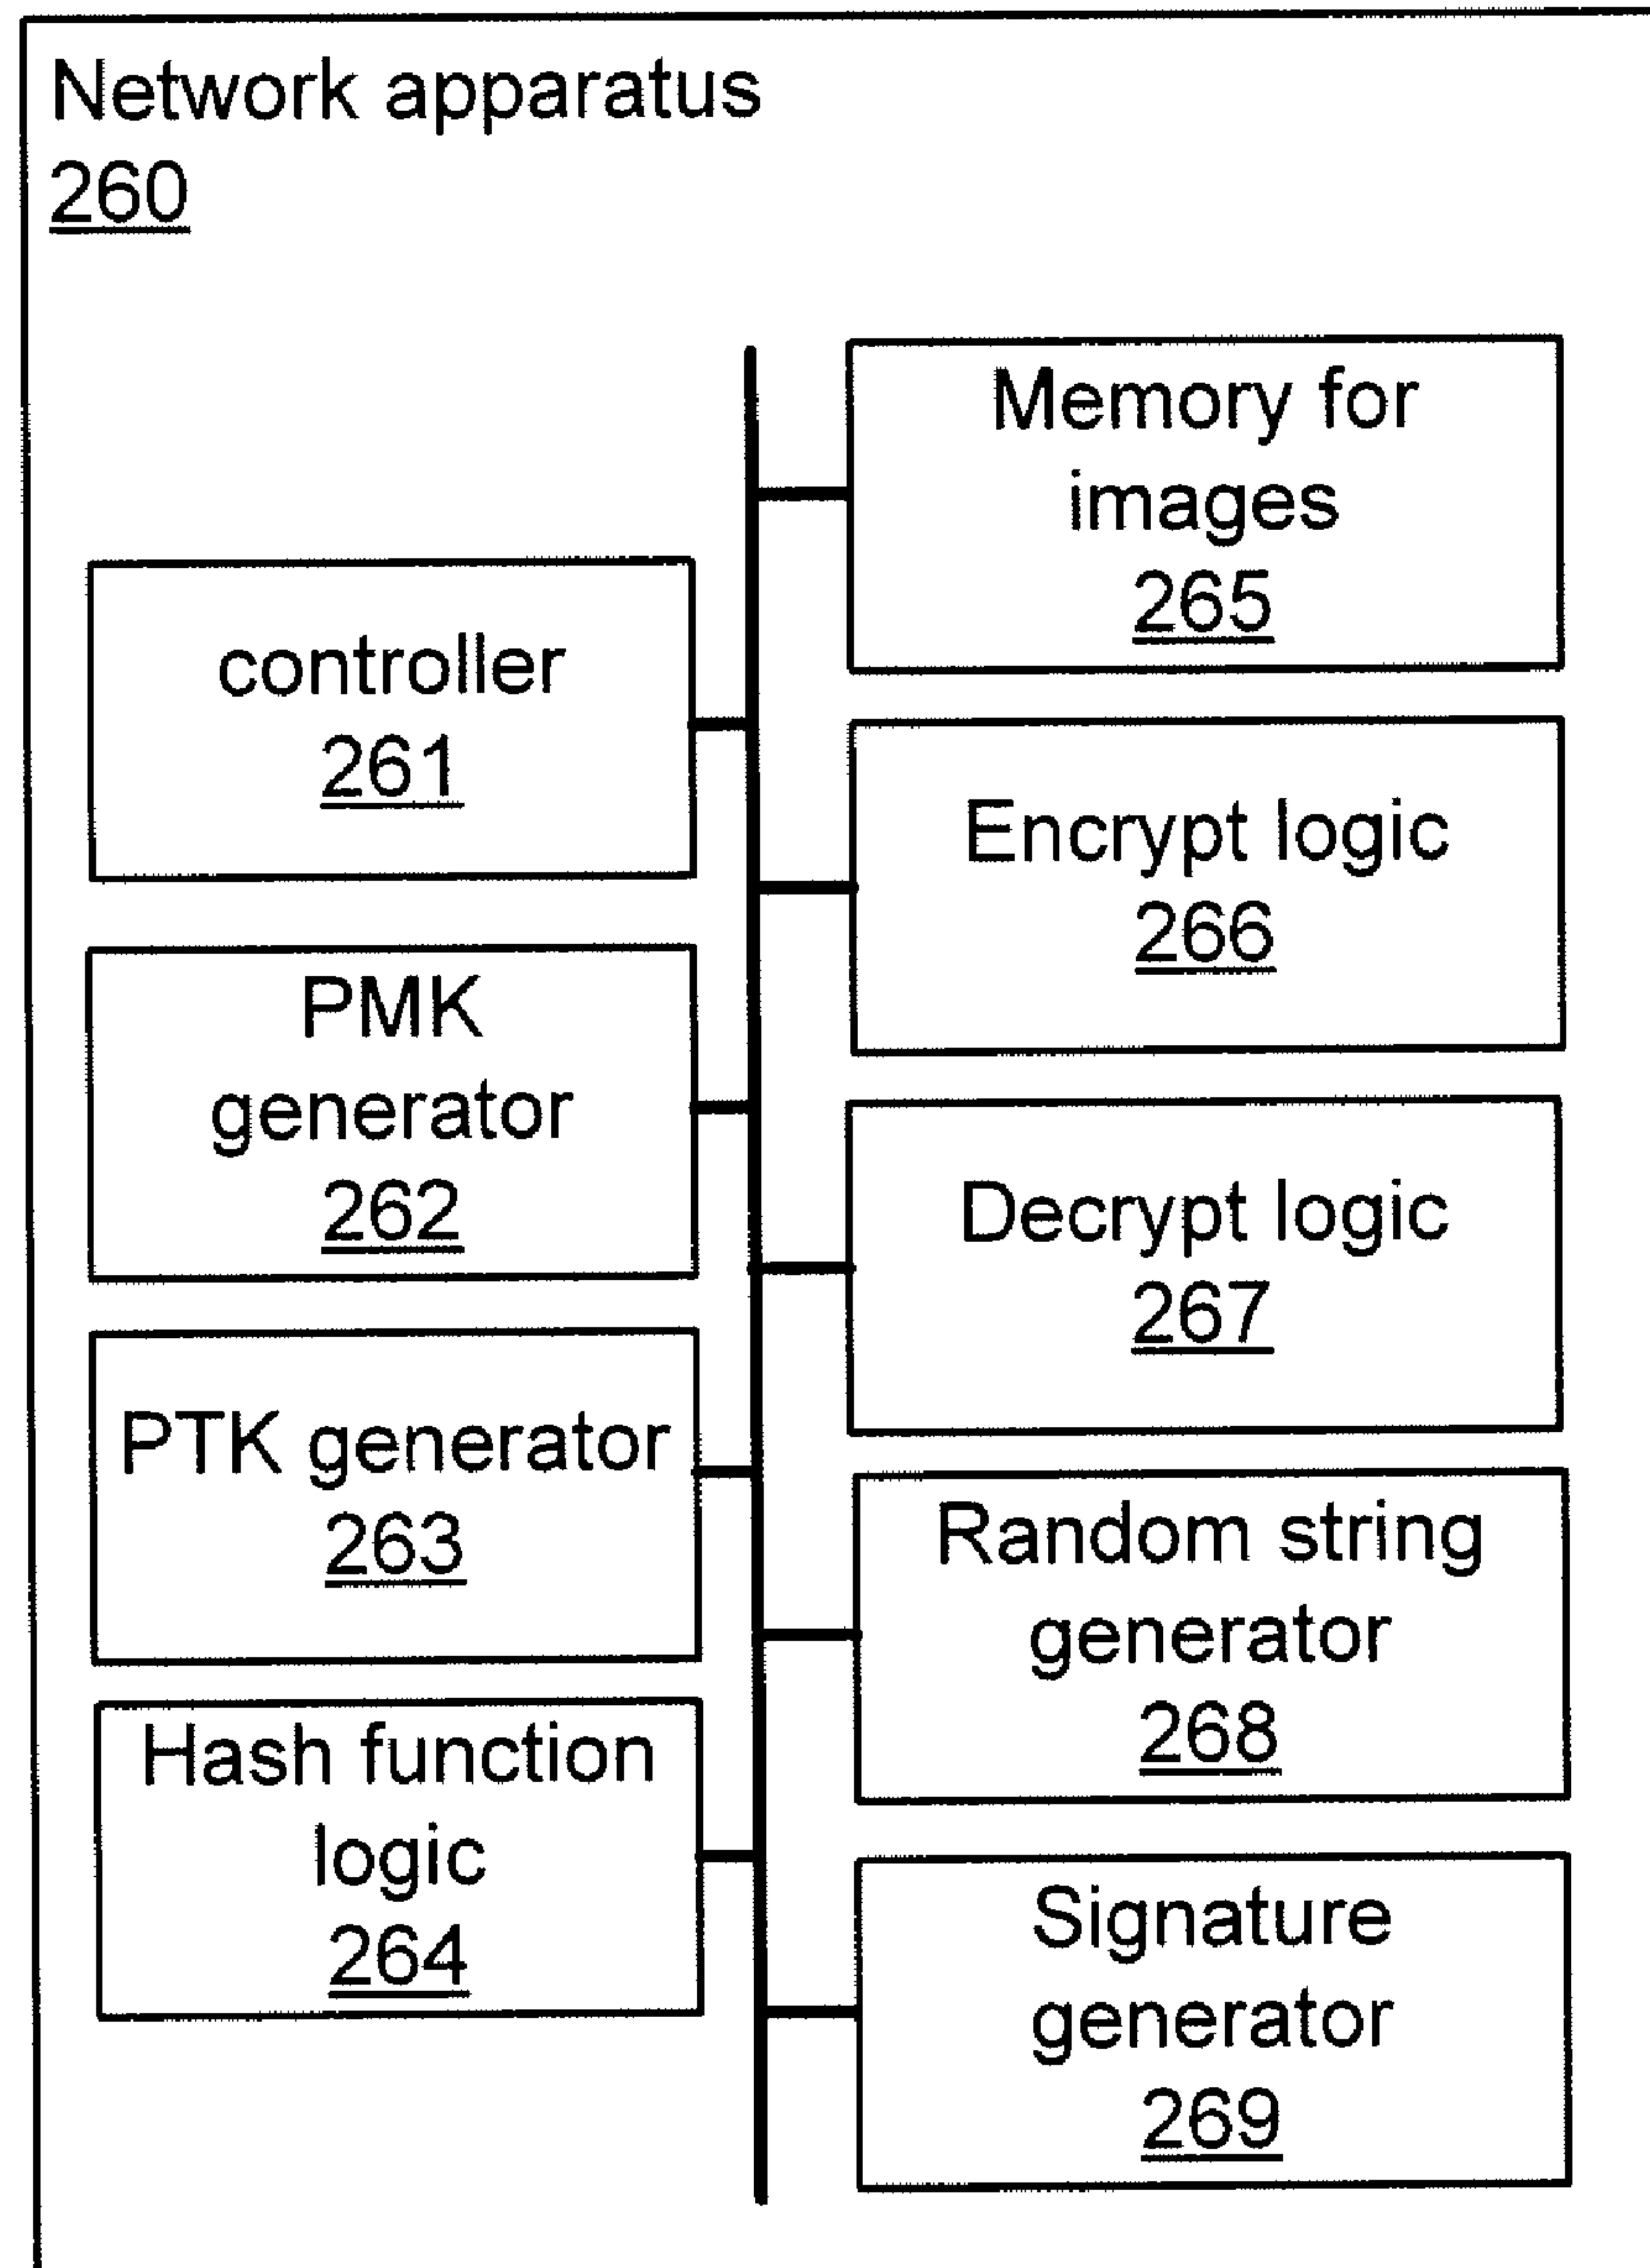 Network apparatus
260
controller
261
PMK
generator
262
PTK generator
263
Hash function
logic
264
Memory for
images
265
Encrypt logic
266
Decrypt logic
267
Random string
generator
268
Signature
generator
269